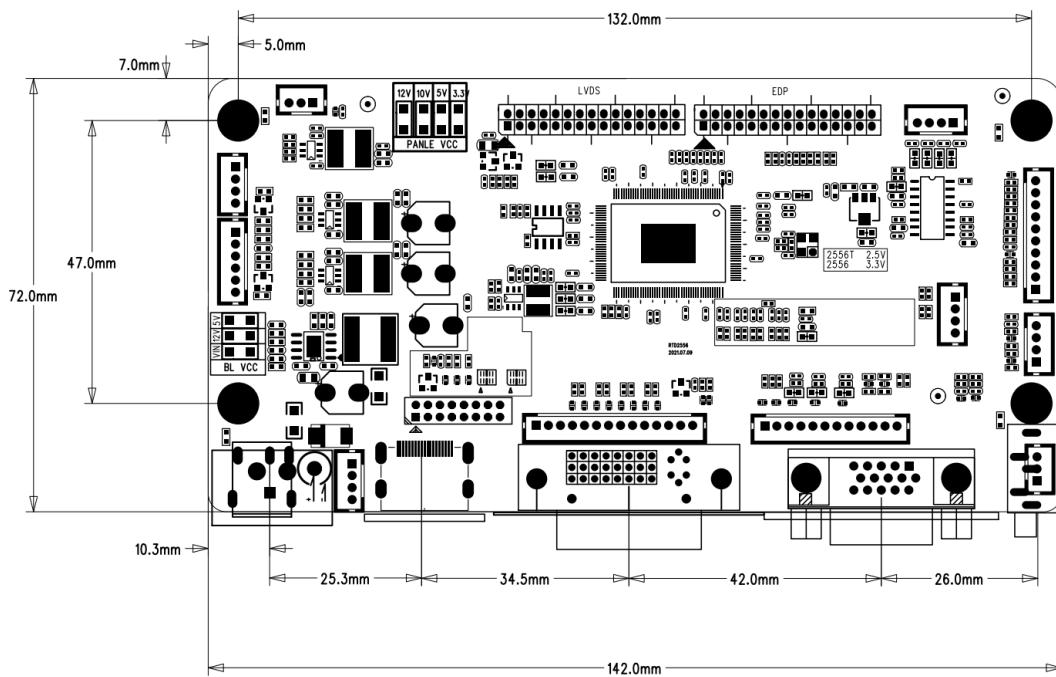 132.0mm
5.0mm
7.0mm
12V 10V 5V 3.3V
PANLE VCC
LVDS
EDP
47.0mm
72.0mm
2556T 2.5V
2556 3.3V
VIN 12V 5V
BL VCC
RTD2556
2021.07.09
+
-
10.3mm
25.3mm
34.5mm
42.0mm
26.0mm
142.0mm